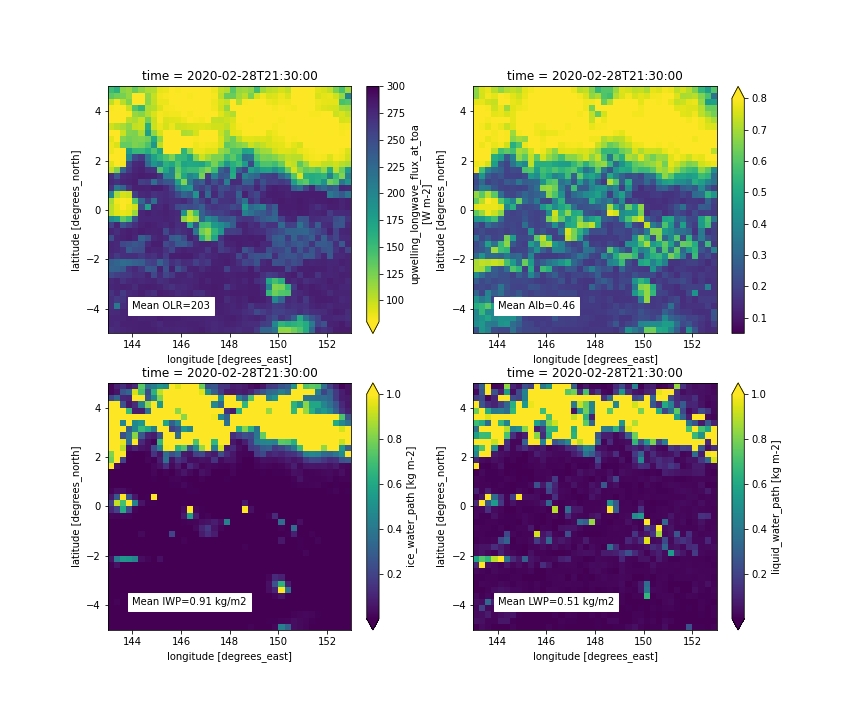 time = 2020-02-28T21:30:00
4
2
0
−2
−4
latitude [degrees_north]
144 146 148 150 152
longitude [degrees_east]
Mean OLR=203
300
275
250
225
200
175
150
125
100
upwelling_longwave_flux_at_toa
[W m-2]
time = 2020-02-28T21:30:00
4
2
0
−2
−4
latitude [degrees_north]
144 146 148 150 152
longitude [degrees_east]
Mean Alb=0.46
0.8
0.7
0.6
0.5
0.4
0.3
0.2
0.1
time = 2020-02-28T21:30:00
4
2
0
−2
−4
latitude [degrees_north]
144 146 148 150 152
longitude [degrees_east]
Mean IWP=0.91 kg/m2
1.0
0.8
0.6
0.4
0.2
ice_water_path [kg m-2]
time = 2020-02-28T21:30:00
4
2
0
−2
−4
latitude [degrees_north]
144 146 148 150 152
longitude [degrees_east]
Mean LWP=0.51 kg/m2
1.0
0.8
0.6
0.4
0.2
liquid_water_path [kg m-2]